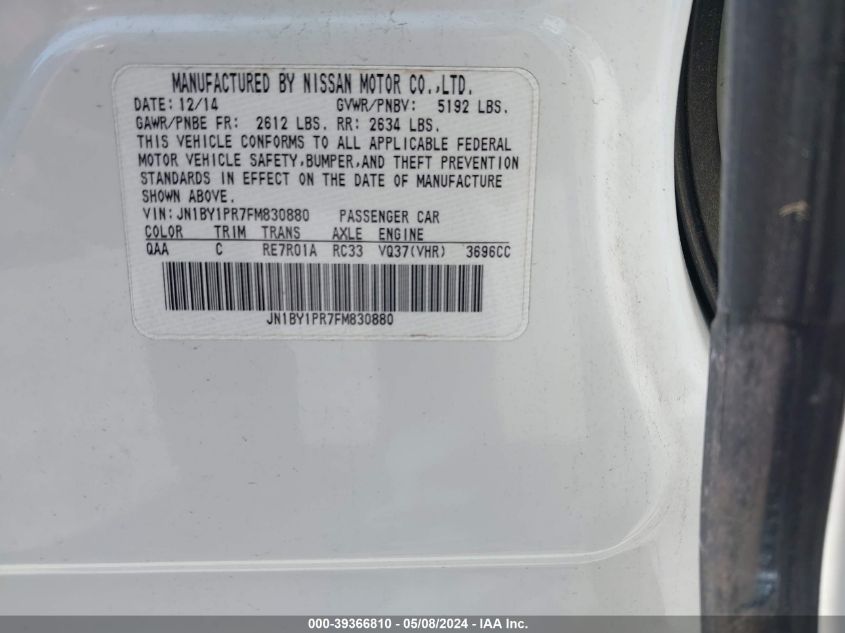 MANUFACTURED BY NISSAN MOTOR CO.,LTD.
DATE: 12/14 GVWR/PNBV: 5192 LBS.
GAWR/PNBE FR: 2612 LBS. RR: 2634 LBS.
THIS VEHICLE CONFORMS TO ALL APPLICABLE FEDERAL
MOTOR VEHICLE SAFETY,BUMPER,AND THEFT PREVENTION
STANDARDS IN EFFECT ON THE DATE OF MANUFACTURE
SHOWN ABOVE.
VIN: JN1BY1PR7FM830880 PASSENGER CAR
COLOR TRIM TRANS AXLE ENGINE
QAA C RE7R01A RC33 VQ37(VHR) 3696CC
JN1BY1PR7FM830880
000-39366810 - 05/08/2024 - IAA Inc.